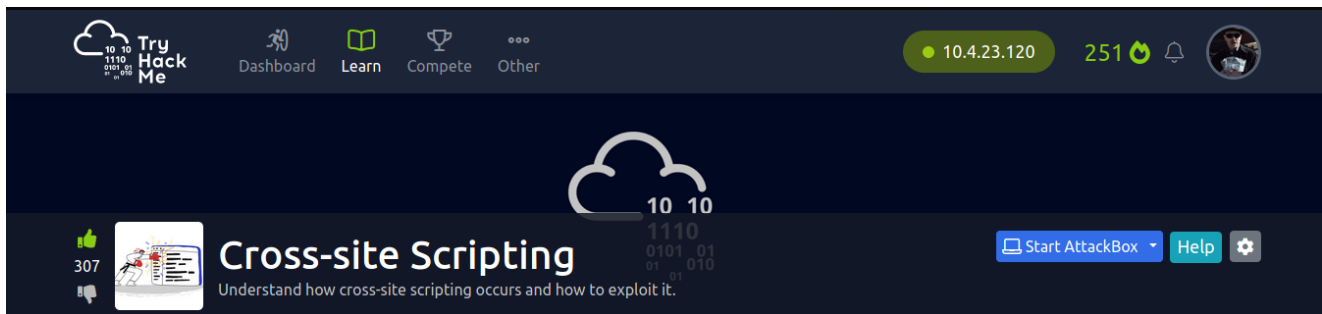 Try
Hack
Me
10 10
1110
0101 01
01 010
01
Dashboard
Learn
Compete
Other
10.4.23.120
251
10 10
1110
0101 01
01 010
01
307
Cross-site Scripting
Understand how cross-site scripting occurs and how to exploit it.
Start AttackBox
Help